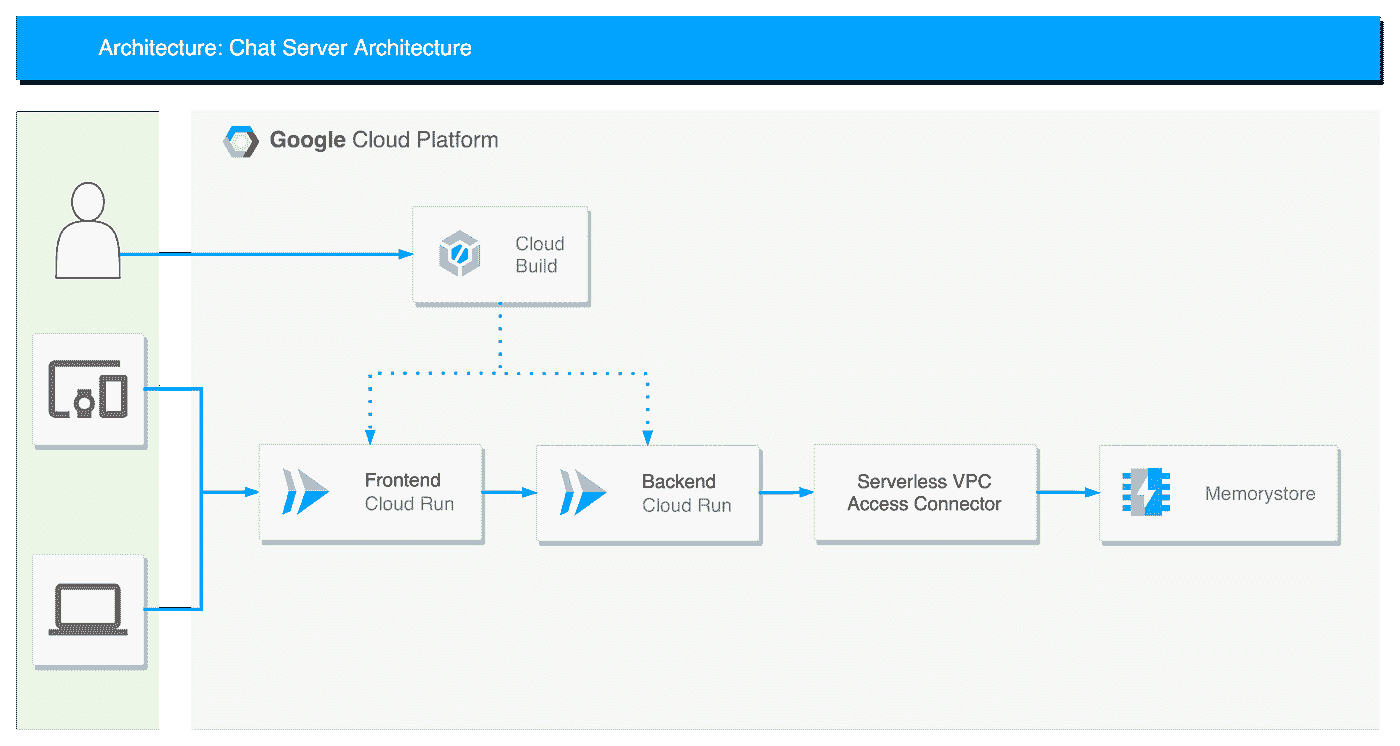 Architecture: Chat Server Architecture
Google Cloud Platform
Cloud
Build
Frontend
Cloud Run
Backend
Cloud Run
Serverless VPC
Access Connector
Memorystore